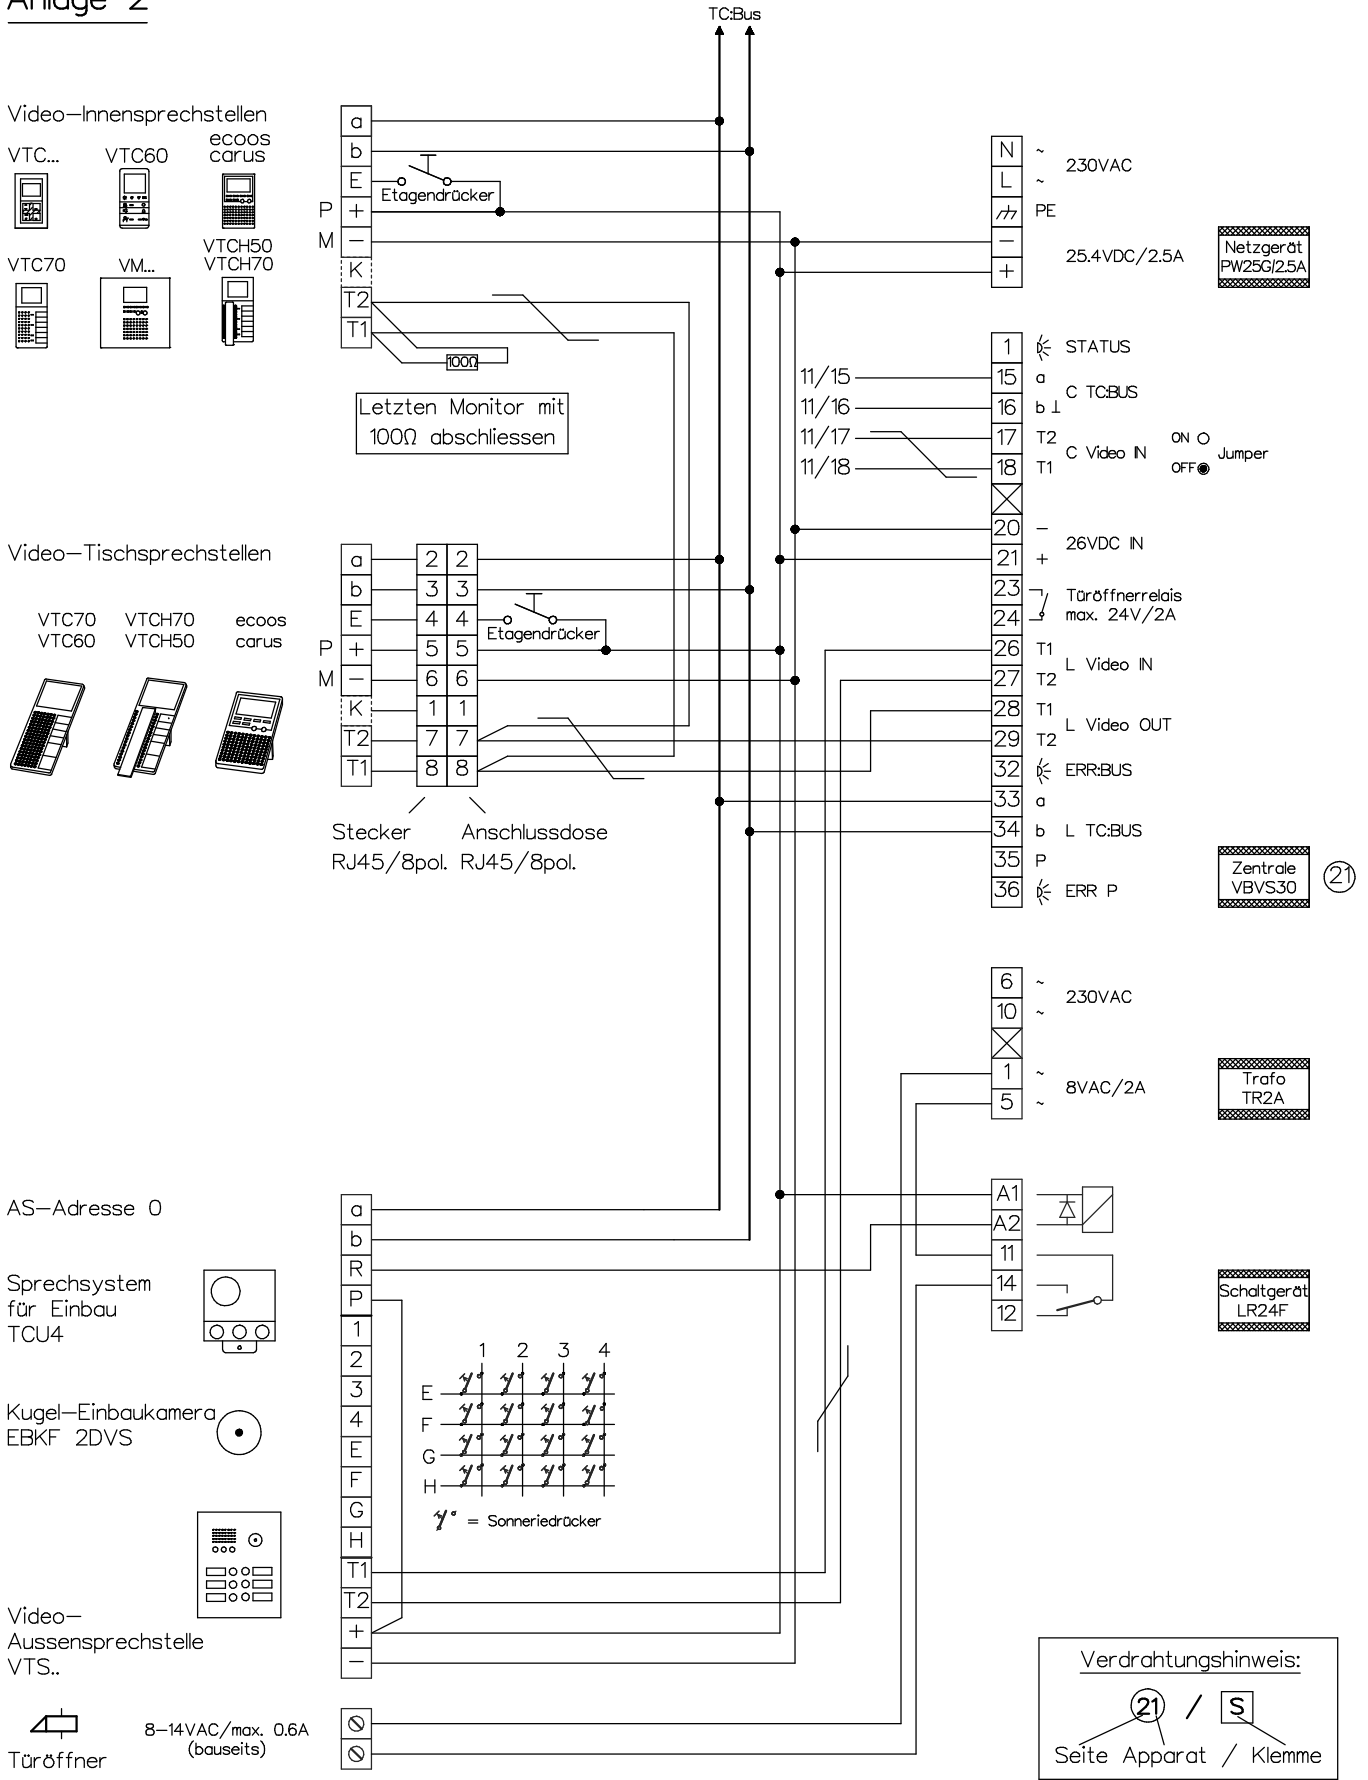 Anlage 2
TC:Bus
Video-Innensprechstellen
VTC...
VTC60
ecoos
carus
VTC70
VM...
VTCH50
VTCH70
a
b
E
P +
M -
K
T2
T1
Etagendrücker
100Ω
Letzten Monitor mit
100Ω abschliessen
N ~
L ~
230VAC
PE
-
+
25.4VDC/2.5A
Netzgerät
PW25G/2.5A
1 STATUS
11/15 15 a
11/16 16 b ⊥
C TC:BUS
11/17 17 T2
11/18 18 T1
C Video IN
ON
OFF
Jumper
20 -
21 +
26VDC IN
23
24
Türöffnerrelais
max. 24V/2A
26 T1
27 T2
L Video IN
28 T1
29 T2
L Video OUT
32 ERR:BUS
33 a
34 b L TC:BUS
35 P
36 ERR P
Zentrale
VBVS30
21
Video-Tischsprechstellen
VTC70
VTC60
VTCH70
VTCH50
ecoos
carus
a 2 2
b 3 3
E 4 4
P + 5 5
M - 6 6
K 1 1
T2 7 7
T1 8 8
Etagendrücker
Stecker
RJ45/8pol.
Anschlussdose
RJ45/8pol.
6 ~
10 ~
230VAC
1 ~
5 ~
8VAC/2A
Trafo
TR2A
A1
A2
11
14
12
Schaltgerät
LR24F
AS-Adresse 0
Sprechsystem
für Einbau
TCU4
Kugel-Einbaukamera
EBKF 2DVS
Video-
Aussensprechstelle
VTS..
a
b
R
P
1
2
3
4
E
F
G
H
T1
T2
+
-
1 2 3 4
E
F
G
H
= Sonneriedrücker
Türöffner
8-14VAC/max. 0.6A
(bauseits)
Verdrahtungshinweis:
21 / S
Seite Apparat / Klemme